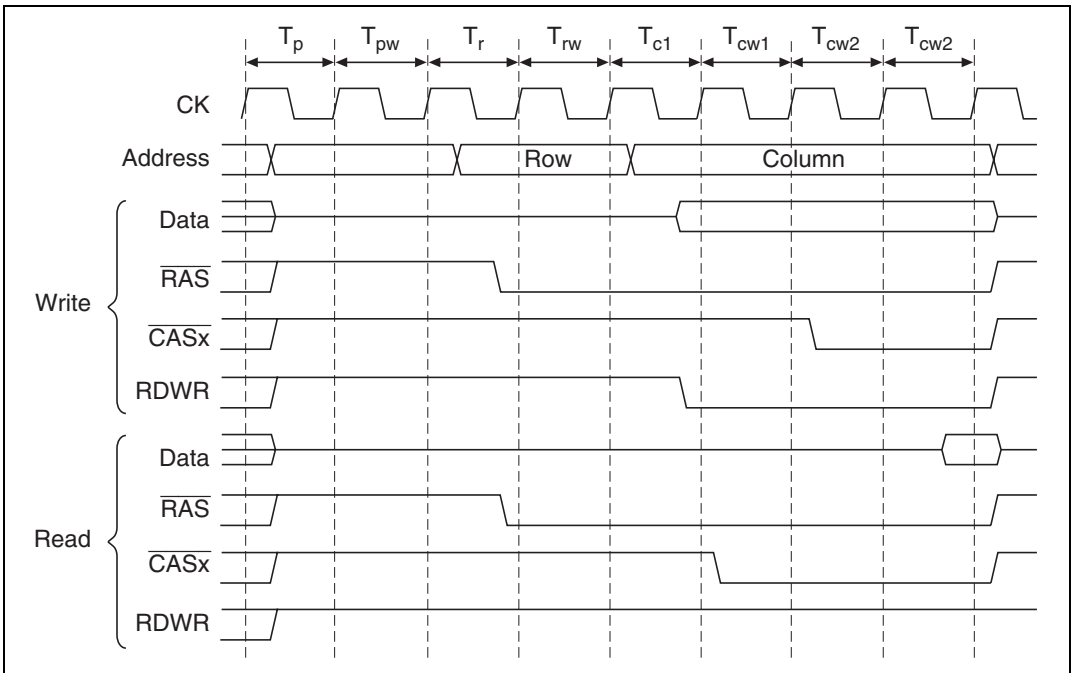 Tp Tpw Tr Trw Tc1 Tcw1 Tcw2 Tcw2
CK
Address Row Column
Write
Data
RAS
CASx
RDWR
Read
Data
RAS
CASx
RDWR